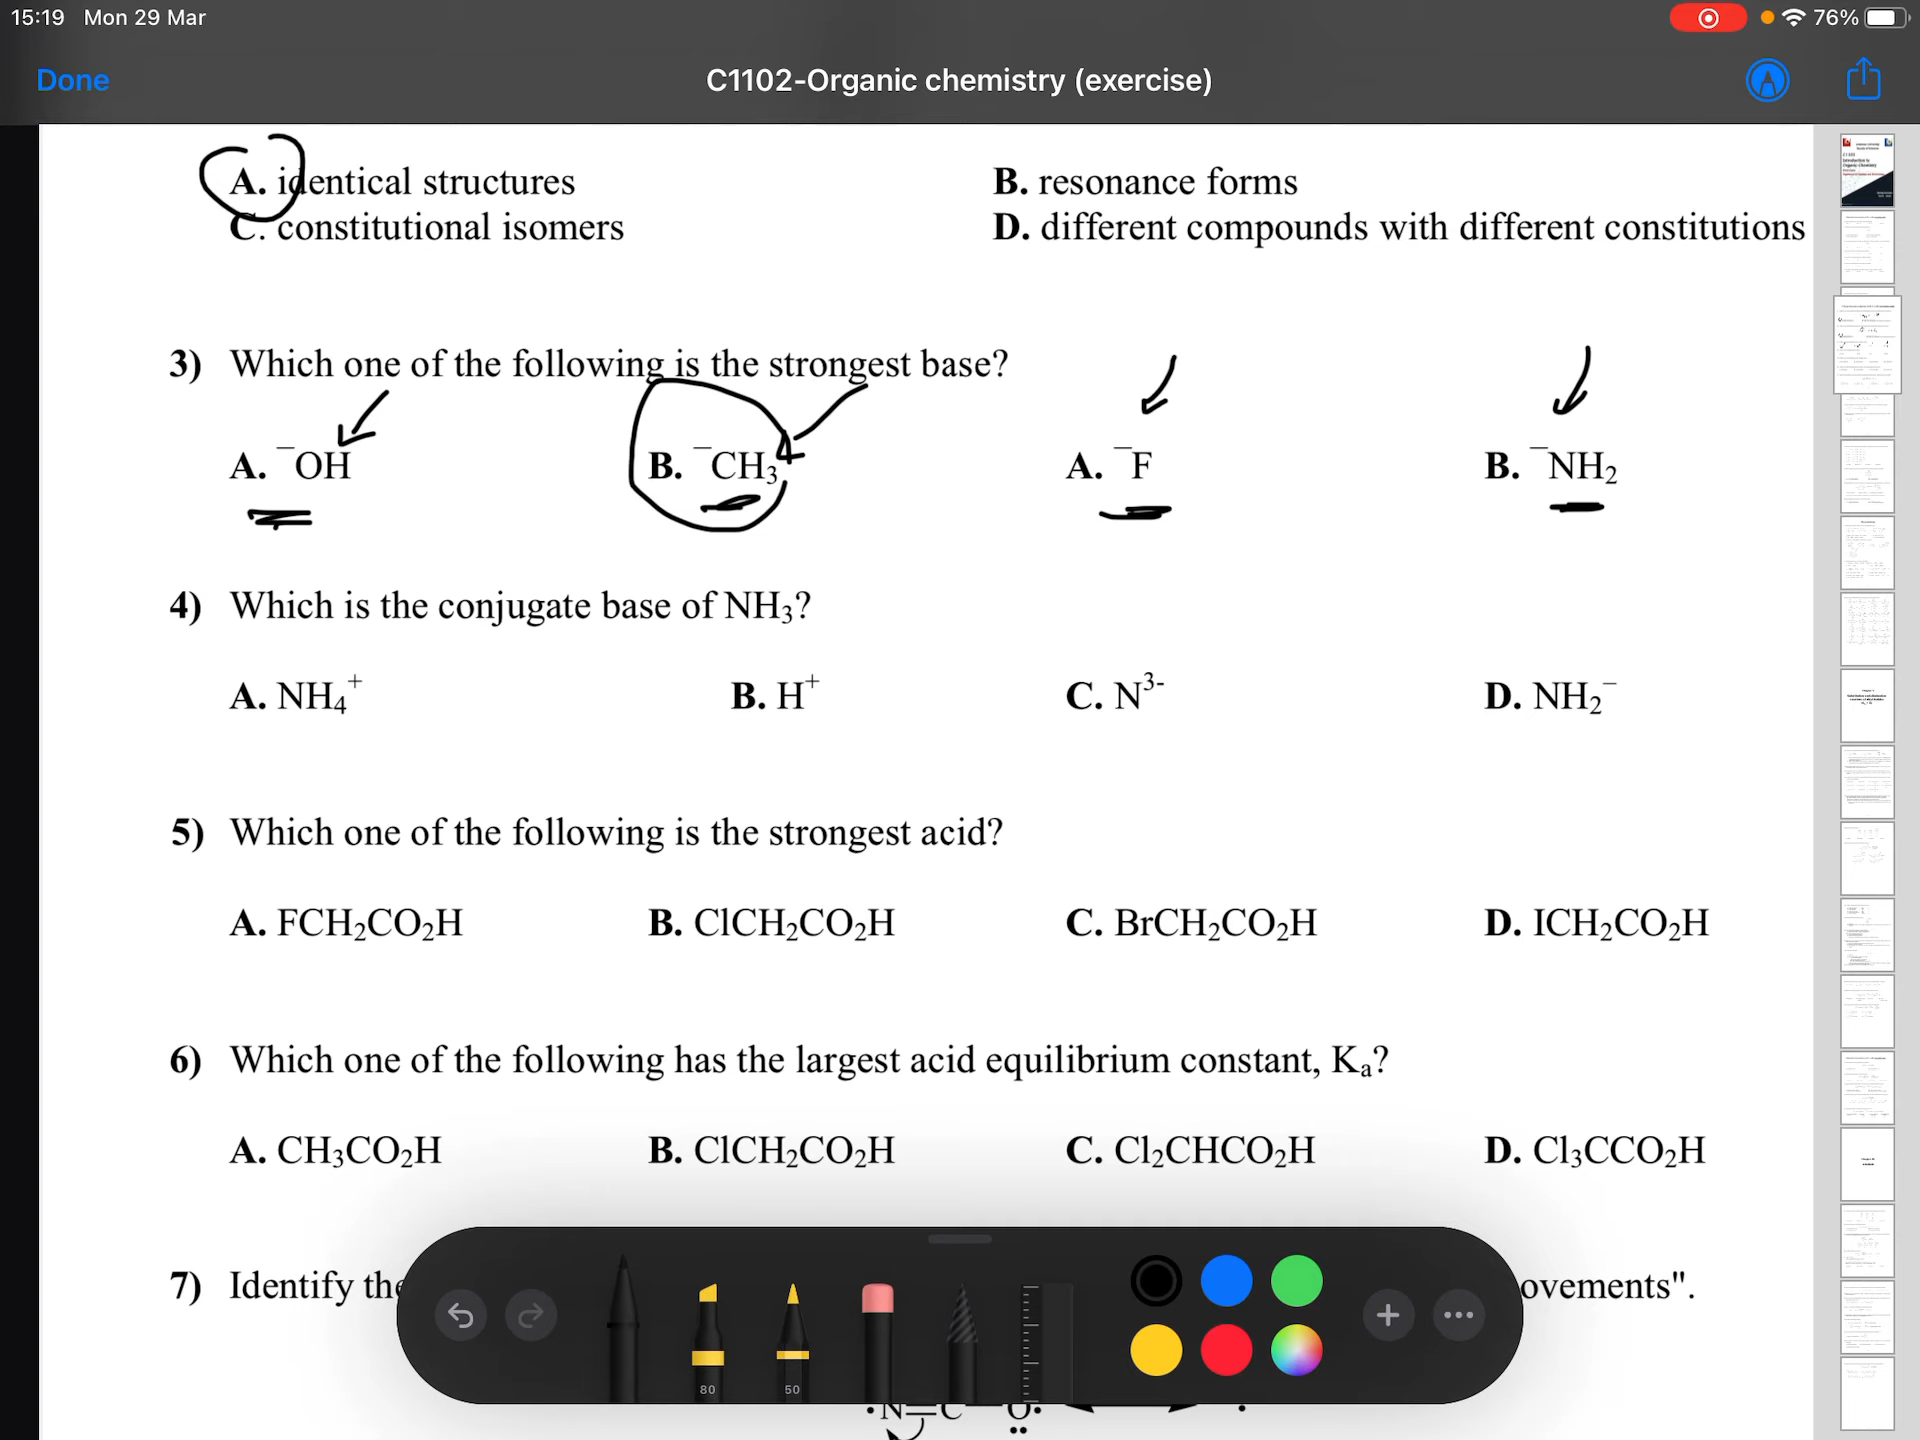 15:19 Mon 29 Mar 76%
Done C1102-Organic chemistry (exercise)
A. identical structures B. resonance forms
C. constitutional isomers D. different compounds with different constitutions
3) Which one of the following is the strongest base?
A. ⁻OH B. ⁻CH₃ A. ⁻F B. ⁻NH₂
4) Which is the conjugate base of NH₃?
A. NH₄⁺ B. H⁺ C. N³⁻ D. NH₂⁻
5) Which one of the following is the strongest acid?
A. FCH₂CO₂H B. ClCH₂CO₂H C. BrCH₂CO₂H D. ICH₂CO₂H
6) Which one of the following has the largest acid equilibrium constant, Kₐ?
A. CH₃CO₂H B. ClCH₂CO₂H C. Cl₂CHCO₂H D. Cl₃CCO₂H
7) Identify the ovements".
80 50
N C O